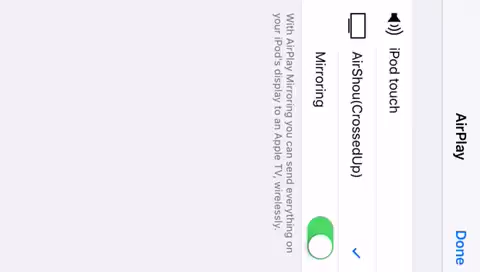 AirPlay
Done
iPod touch
AirShou(CrossedUp)
Mirroring
With AirPlay Mirroring you can send everything on
your iPod's display to an Apple TV, wirelessly.